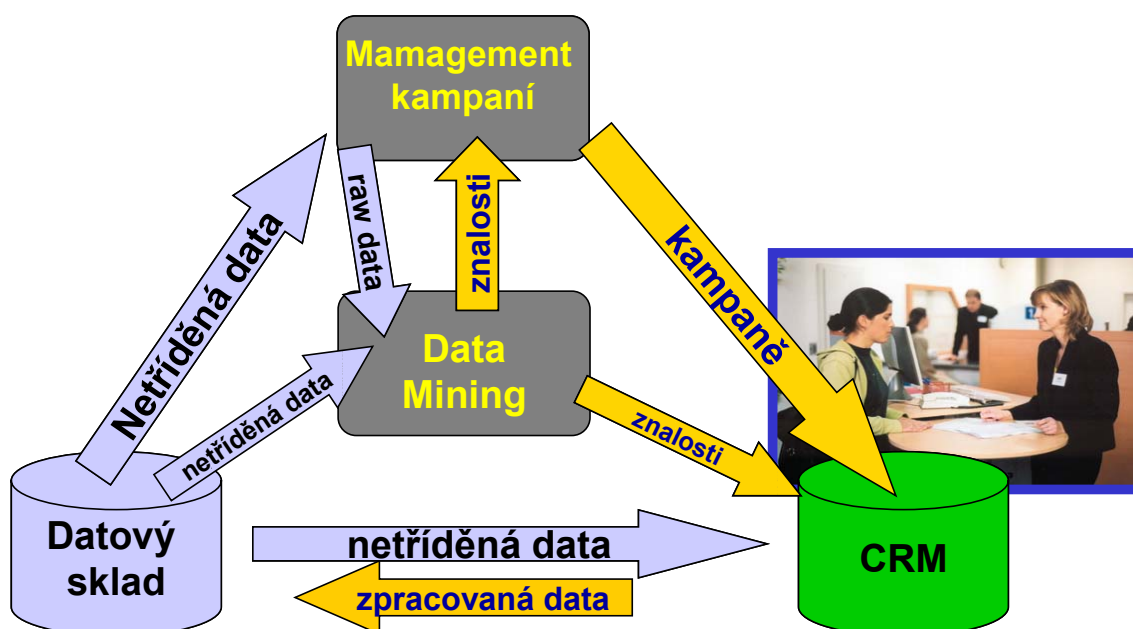 Mamagement
kampaní
Netříděná data
raw data
znalosti
kampaně
Data
Mining
netříděná data
znalosti
Datový
sklad
netříděná data
zpracovaná data
CRM